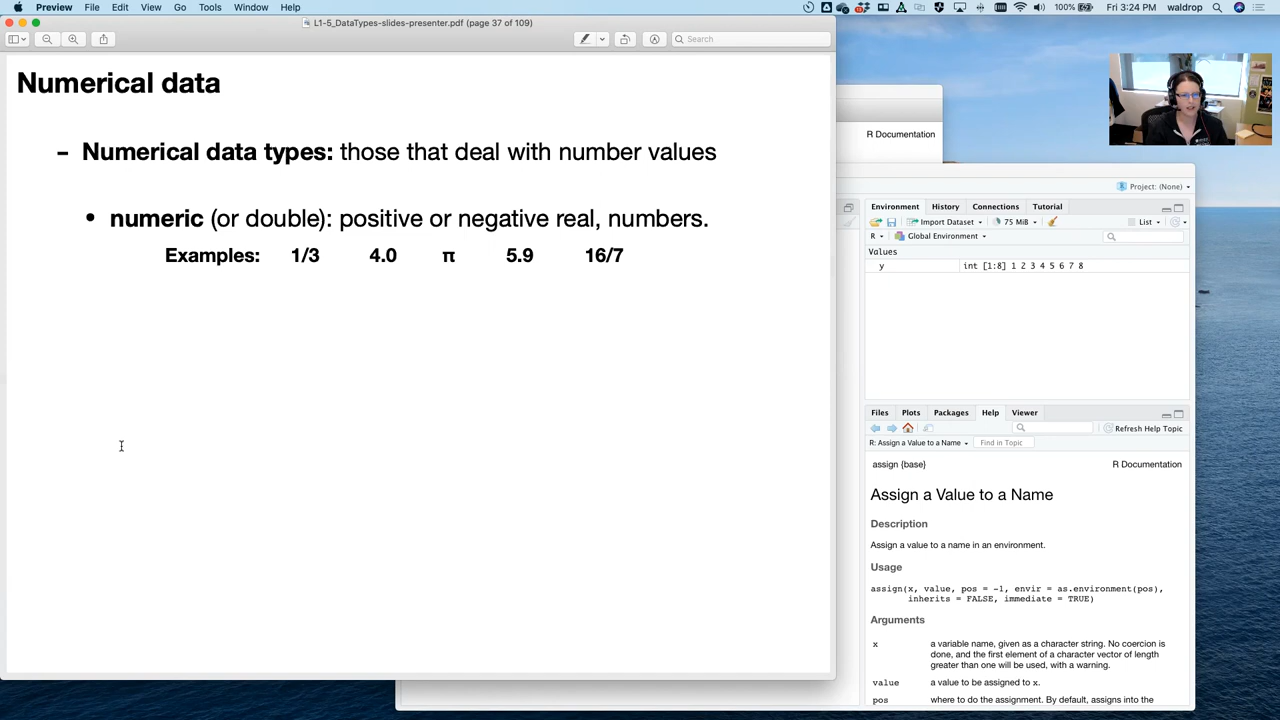 Preview File Edit View Go Tools Window Help
100% Fri 3:24 PM waldrop
L1-5_DataTypes-slides-presenter.pdf (page 37 of 109)
Search
Numerical data
– Numerical data types: those that deal with number values
• numeric (or double): positive or negative real, numbers.
Examples: 1/3 4.0 π 5.9 16/7
R Documentation
Project: (None)
Environment History Connections Tutorial
Import Dataset 75 MiB List
R Global Environment
Values
y int [1:8] 1 2 3 4 5 6 7 8
Files Plots Packages Help Viewer
Refresh Help Topic
R: Assign a Value to a Name Find in Topic
assign {base} R Documentation
Assign a Value to a Name
Description
Assign a value to a name in an environment.
Usage
assign(x, value, pos = -1, envir = as.environment(pos),
inherits = FALSE, immediate = TRUE)
Arguments
x a variable name, given as a character string. No coercion is
done, and the first element of a character vector of length
greater than one will be used, with a warning.
value a value to be assigned to x.
pos where to do the assignment. By default, assigns into the